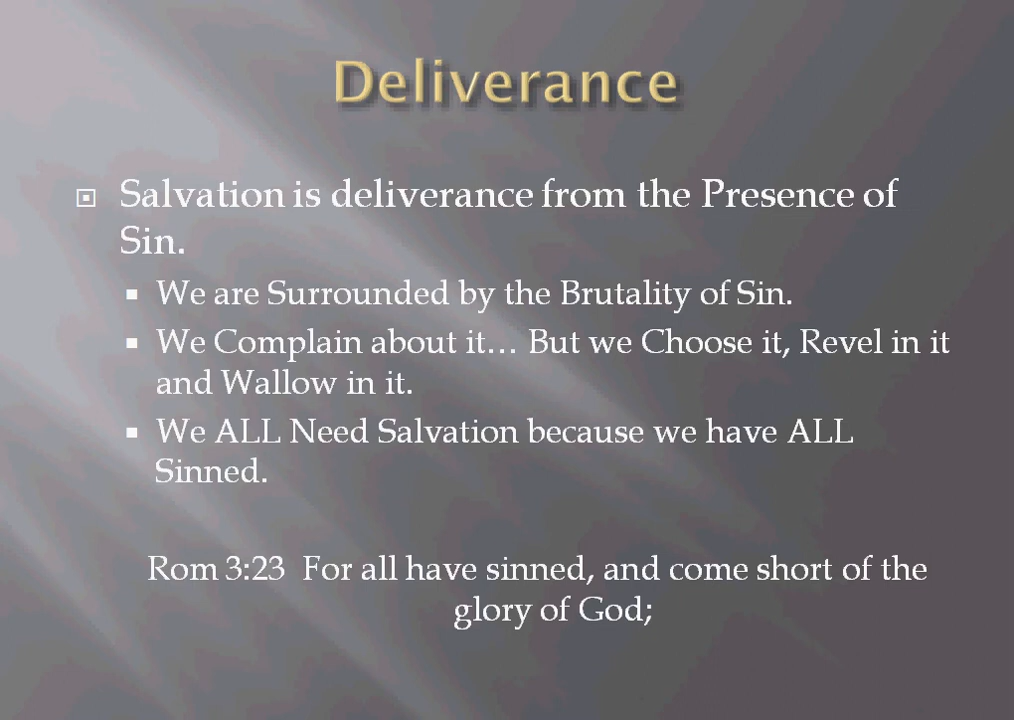 Deliverance
Salvation is deliverance from the Presence of
Sin.
We are Surrounded by the Brutality of Sin.
We Complain about it… But we Choose it, Revel in it
and Wallow in it.
We ALL Need Salvation because we have ALL
Sinned.
Rom 3:23  For all have sinned, and come short of the
glory of God;